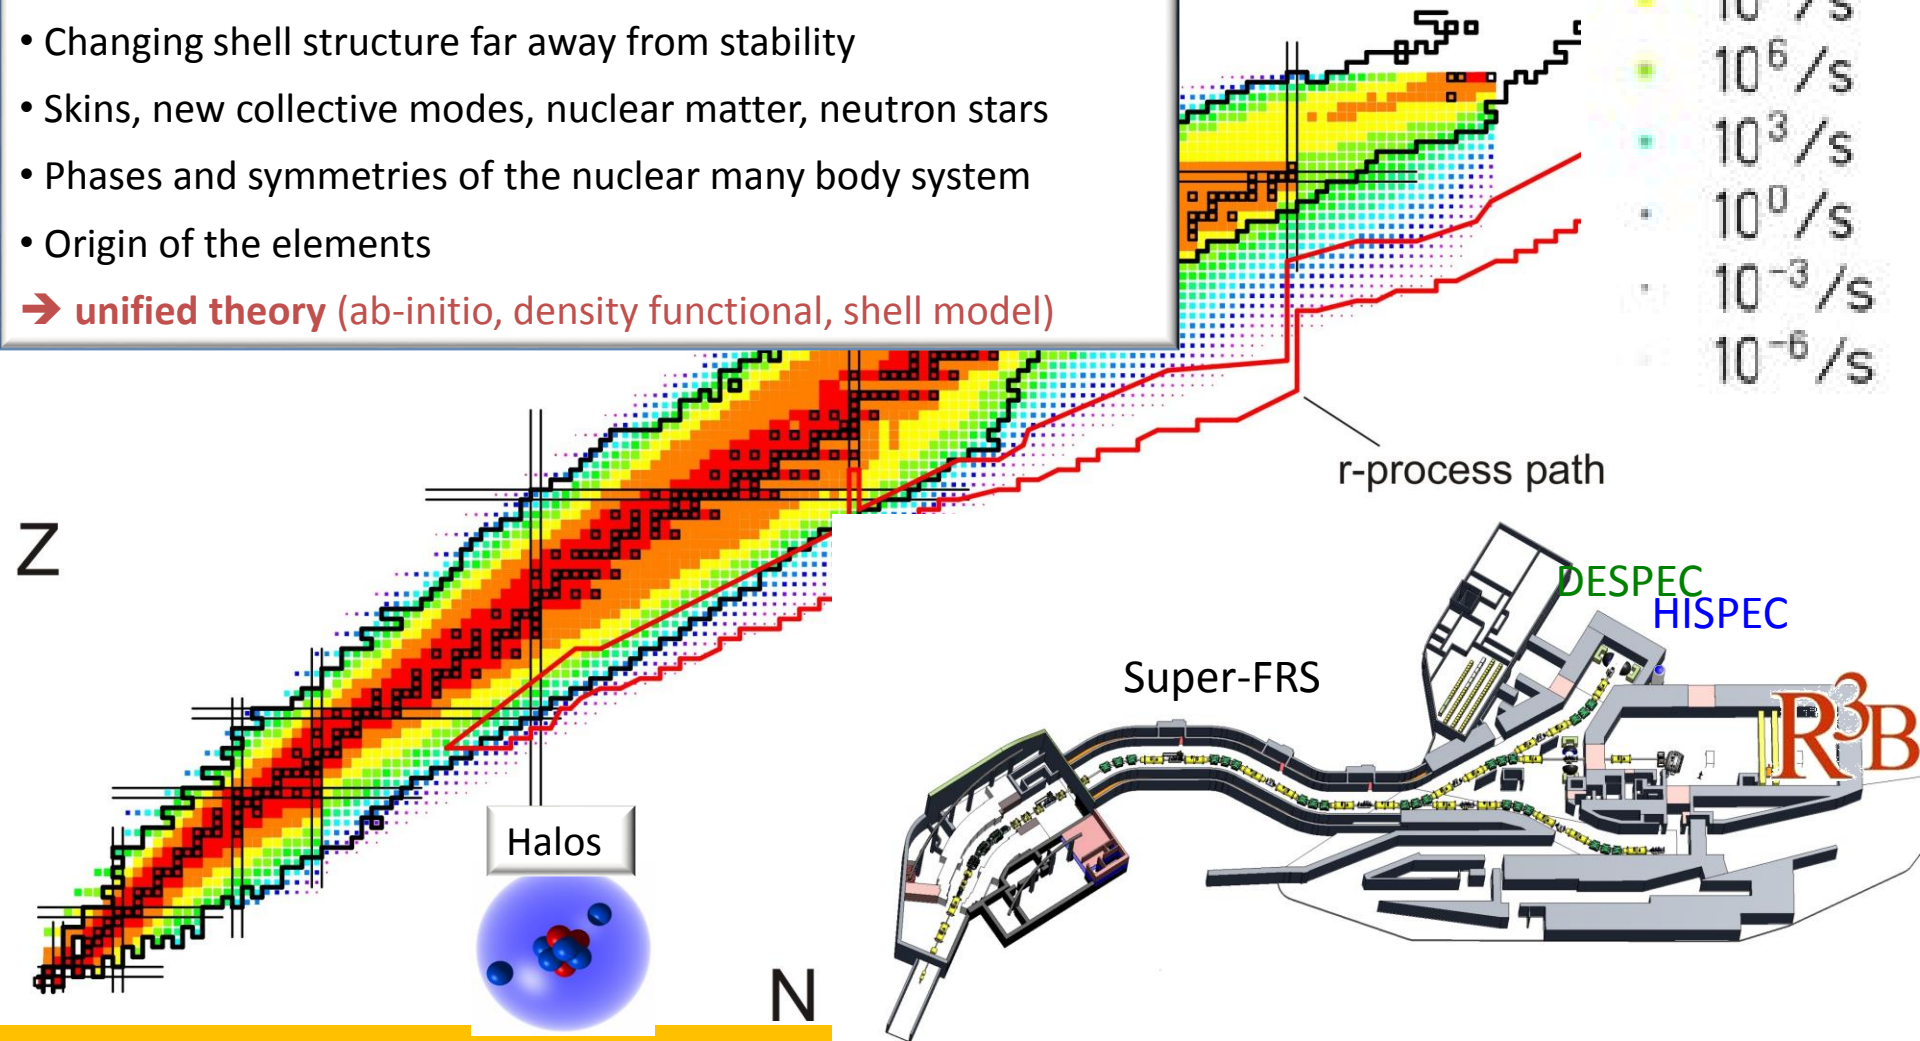 • Changing shell structure far away from stability
• Skins, new collective modes, nuclear matter, neutron stars
• Phases and symmetries of the nuclear many body system
• Origin of the elements
➔ unified theory (ab-initio, density functional, shell model)
10⁶/s
10³/s
10⁰/s
10⁻³/s
10⁻⁶/s
r-process path
Z
DESPEC
HISPEC
Super-FRS
R³B
Halos
N